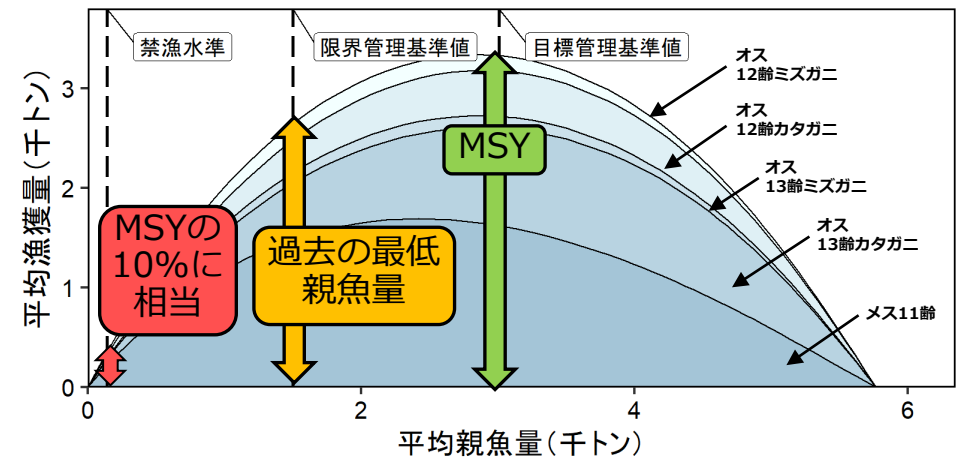 禁漁水準
限界管理基準値
目標管理基準値
オス
12齢ミズガニ
オス
12齢カタガニ
オス
13齢ミズガニ
オス
13齢カタガニ
メス11齢
MSY
MSYの
10%に
相当
過去の最低
親魚量
平均漁獲量(千トン)
3
2
1
0
0
2
4
6
平均親魚量(千トン)